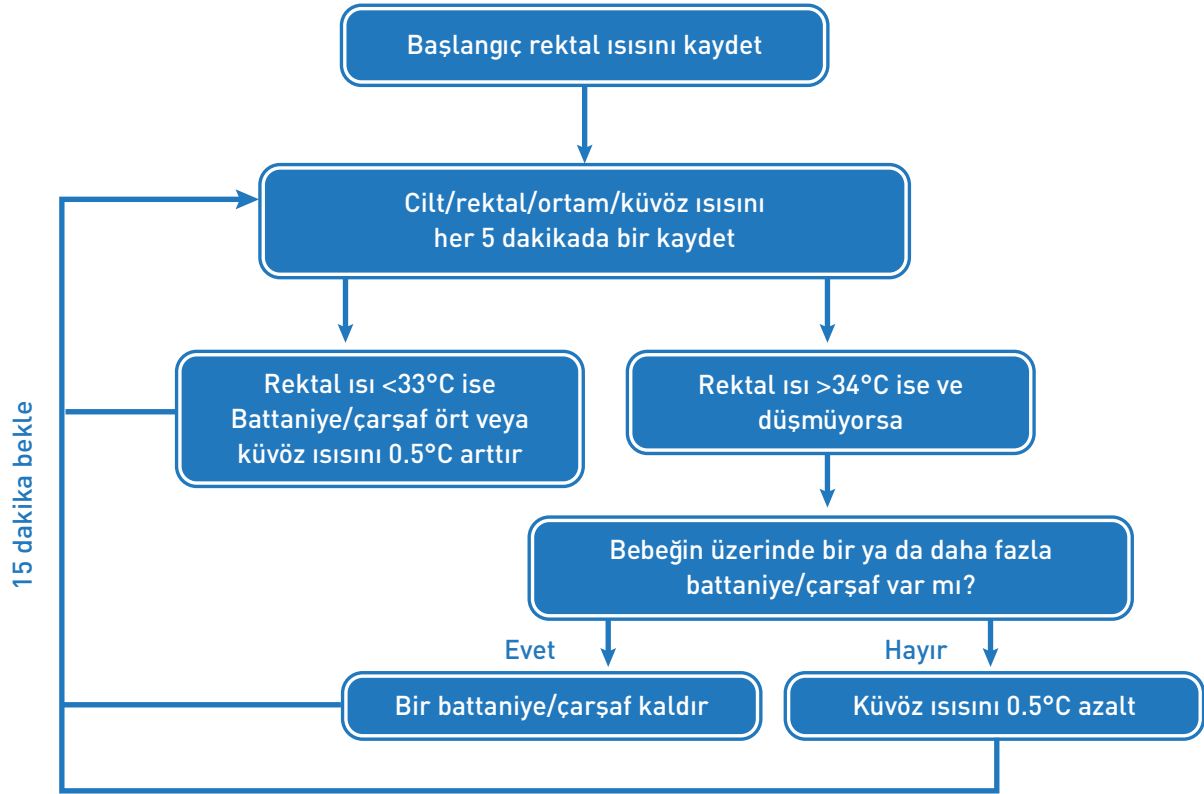 Başlangıç rektal ısısını kaydet
Cilt/rektal/ortam/küvöz ısısını
her 5 dakikada bir kaydet
Rektal ısı <33°C ise
Battaniye/çarşaf ört veya
küvöz ısısını 0.5°C arttır
Rektal ısı >34°C ise ve
düşmüyorsa
15 dakika bekle
Bebeğin üzerinde bir ya da daha fazla
battaniye/çarşaf var mı?
Evet
Hayır
Bir battaniye/çarşaf kaldır
Küvöz ısısını 0.5°C azalt